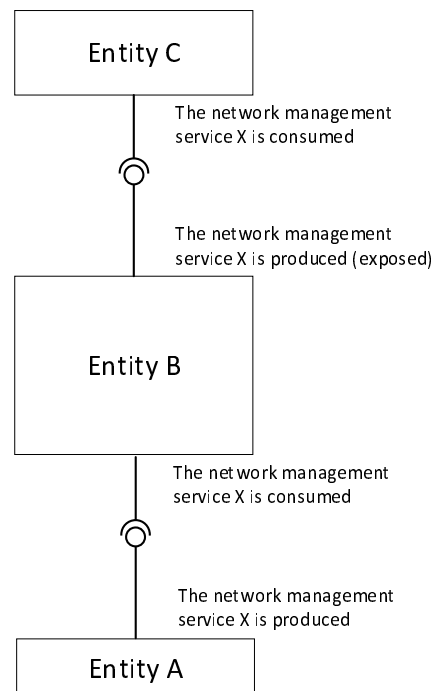 Entity C
The network management
service X is consumed
The network management
service X is produced (exposed)
Entity B
The network management
service X is consumed
The network management
service X is produced
Entity A